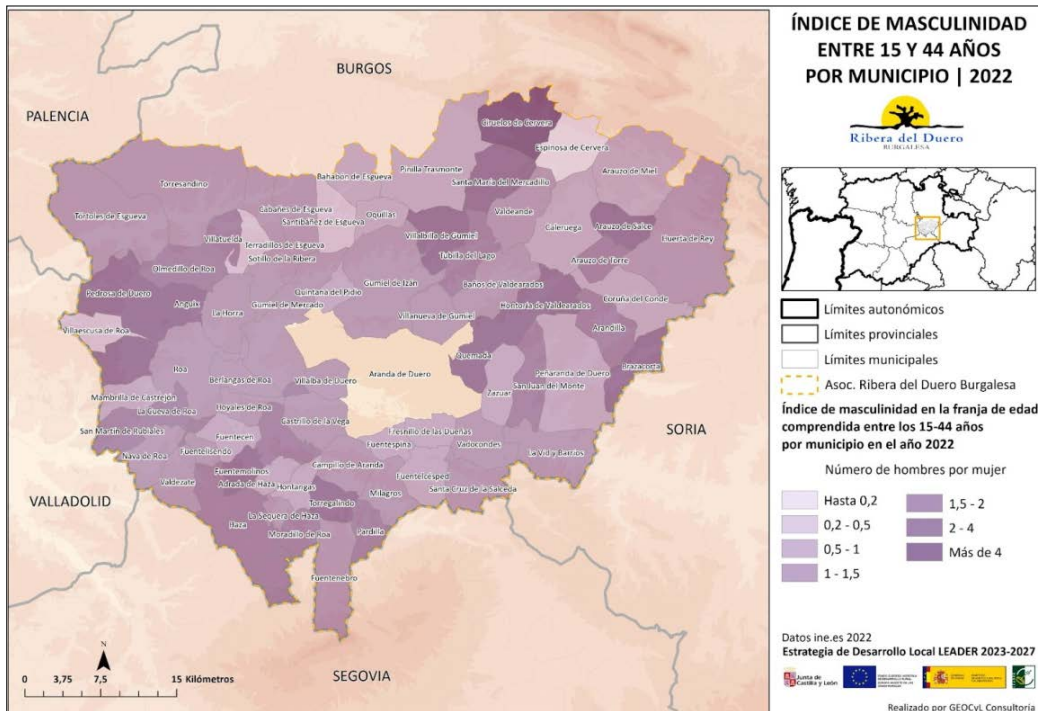 ÍNDICE DE MASCULINIDAD
ENTRE 15 Y 44 AÑOS
POR MUNICIPIO | 2022
Ribera del Duero
BURGALESA
Límites autonómicos
Límites provinciales
Límites municipales
Asoc. Ribera del Duero Burgalesa
Índice de masculinidad en la franja de edad
comprendida entre los 15-44 años
por municipio en el año 2022
Número de hombres por mujer
Hasta 0,2
0,2 - 0,5
0,5 - 1
1 - 1,5
1,5 - 2
2 - 4
Más de 4
Datos ine.es 2022
Estrategia de Desarrollo Local LEADER 2023-2027
Junta de
Castilla y León
Realizado por GEOCyL Consultoría
BURGOS
PALENCIA
VALLADOLID
SEGOVIA
SORIA
Ciruelos de Cervera
Espinosa de Cervera
Pinilla Trasmonte
Bahabón de Esgueva
Arauzo de Miel
Santa María del Mercadillo
Torresandino
Cabañes de Esgueva
Oquillas
Valdeande
Tórtoles de Esgueva
Santibáñez de Esgueva
Villalbilla de Gumiel
Caleruega
Arauzo de Salce
Huerta de Rey
Villatuelda
Terradillos de Esgueva
Sotillo de la Ribera
Tubilla del Lago
Arauzo de Torre
Olmedillo de Roa
Gumiel de Izán
Baños de Valdearados
Pedrosa de Duero
Quintana del Pidio
Anguix
Gumiel de Mercado
Hontoria de Valdearados
Coruña del Conde
La Horra
Villanueva de Gumiel
Villaescusa de Roa
Arandilla
Quemada
Roa
Aranda de Duero
Peñaranda de Duero
Brazacorta
Berlangas de Roa
Villalba de Duero
San Juan del Monte
Zazuar
Mambrilla de Castrejón
La Cueva de Roa
Hoyales de Roa
Castrillo de la Vega
San Martín de Rubiales
Fresnillo de las Dueñas
Fuentecén
Fuentespina
Vadocondes
Nava de Roa
Fuentelisendo
La Vid y Barrios
Fuentemolinos
Campillo de Aranda
Valdezate
Adrada de Haza
Hontangas
Fuentelcésped
Milagros
Santa Cruz de la Salceda
Torregalindo
Haza
La Sequera de Haza
Moradillo de Roa
Pardilla
Fuentenebro
N
0 3,75 7,5 15 Kilómetros